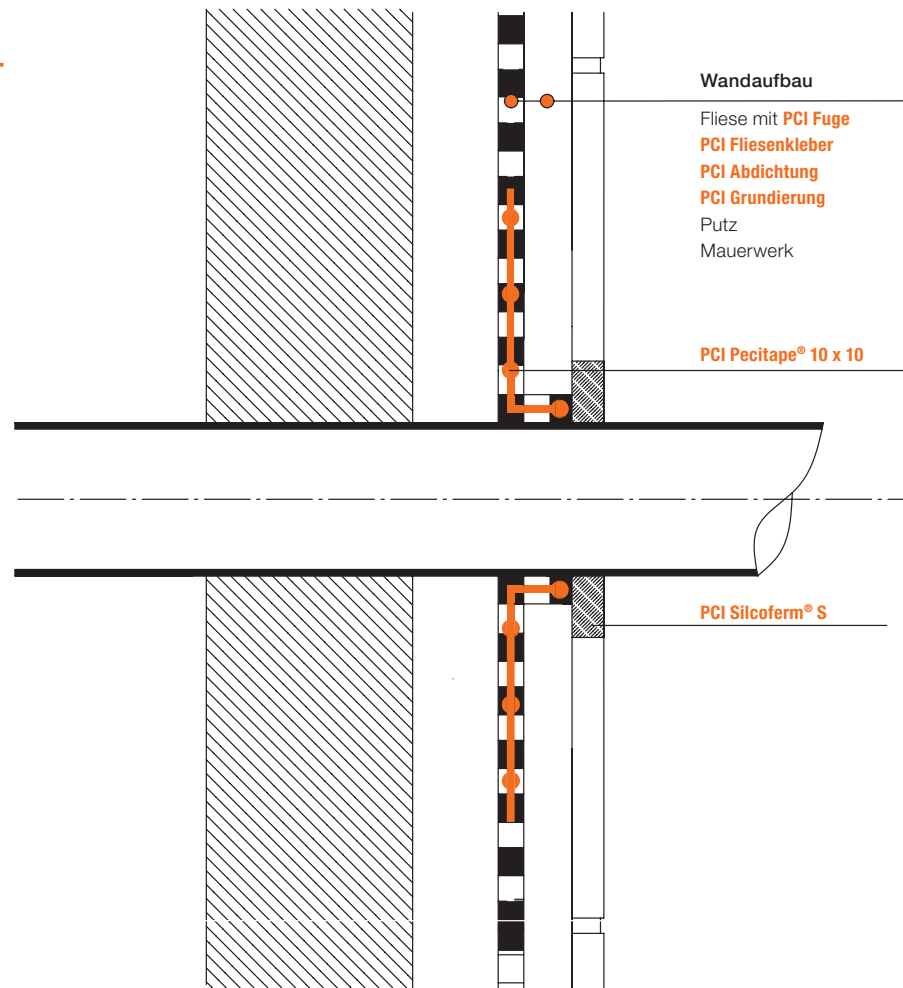 Wandaufbau
Fliese mit PCI Fuge
PCI Fliesenkleber
PCI Abdichtung
PCI Grundierung
Putz
Mauerwerk
PCI Pecitape® 10 x 10
PCI Silcoferm® S